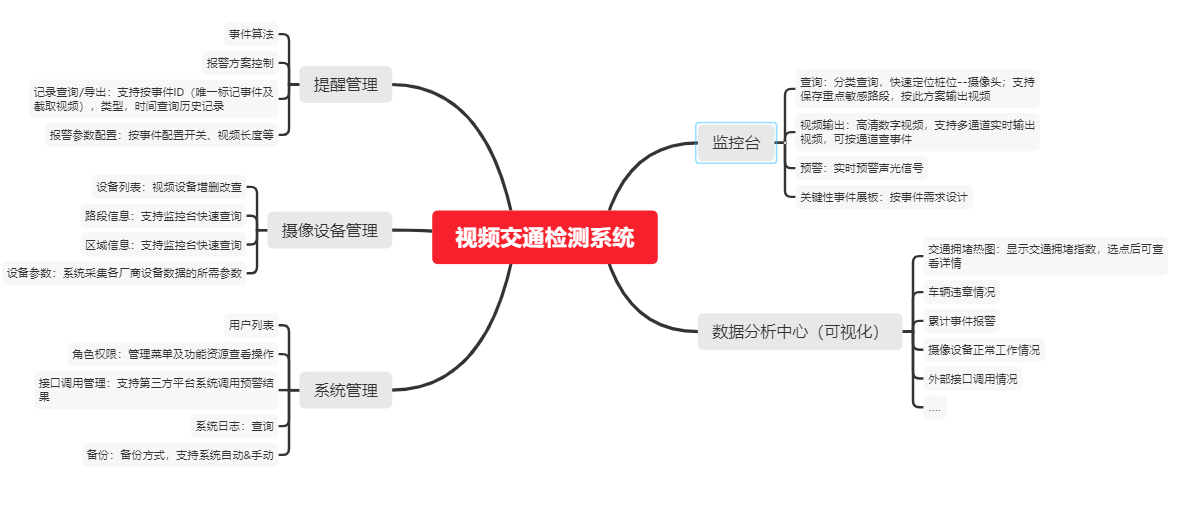 视频交通检测系统
提醒管理
事件算法
报警方案控制
记录查询/导出：支持按事件ID（唯一标记事件及
截取视频），类型，时间查询历史记录
报警参数配置：按事件配置开关、视频长度等
摄像设备管理
设备列表：视频设备增删改查
路段信息：支持监控台快速查询
区域信息：支持监控台快速查询
设备参数：系统采集各厂商设备数据的所需参数
系统管理
用户列表
角色权限：管理菜单及功能资源查看操作
接口调用管理：支持第三方平台系统调用预警结
果
系统日志：查询
备份：备份方式，支持系统自动&手动
监控台
查询：分类查询，快速定位桩位--摄像头；支持
保存重点敏感路段，按此方案输出视频
视频输出：高清数字视频，支持多通道实时输出
视频，可按通道查事件
预警：实时预警声光信号
关键性事件展板：按事件需求设计
数据分析中心（可视化）
交通拥堵热图：显示交通拥堵指数，选点后可查
看详情
车辆违章情况
累计事件报警
摄像设备正常工作情况
外部接口调用情况
....